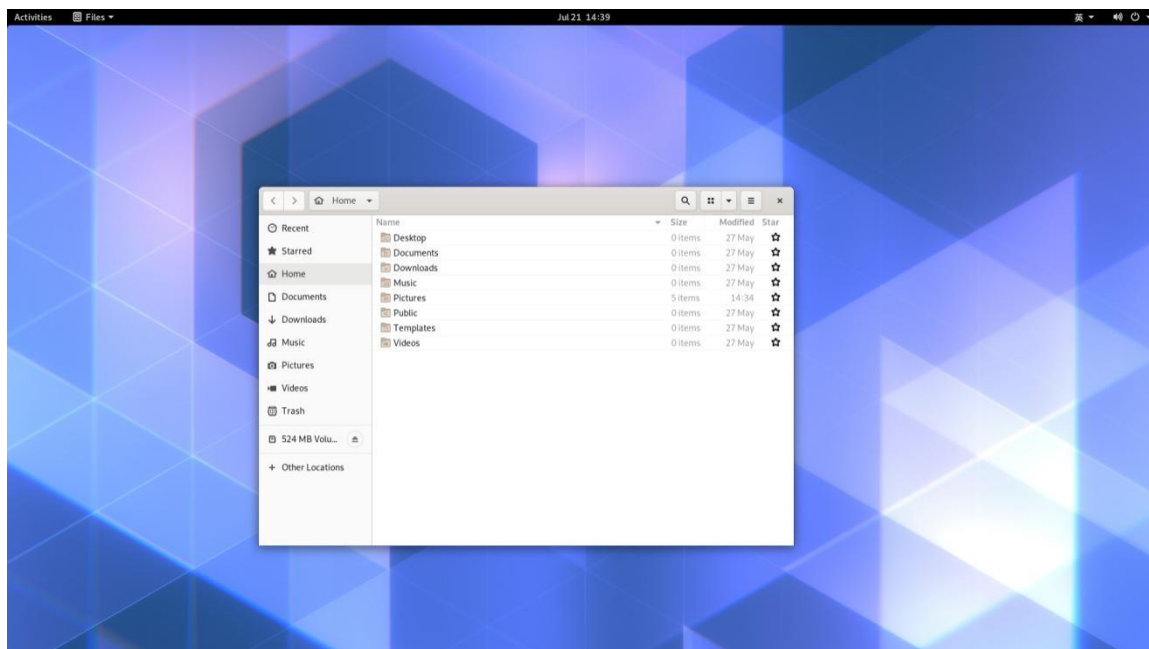 Activities Files Jul 21 14:39 英
Home
Recent
Starred
Home
Documents
Downloads
Music
Pictures
Videos
Trash
524 MB Volu...
Other Locations
Name Size Modified Star
Desktop 0 items 27 May
Documents 0 items 27 May
Downloads 0 items 27 May
Music 0 items 27 May
Pictures 5 items 14:34
Public 0 items 27 May
Templates 0 items 27 May
Videos 0 items 27 May